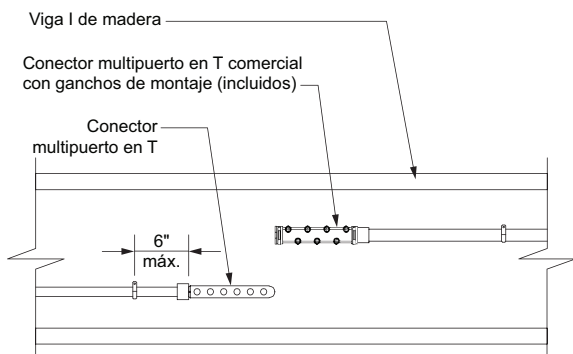 Viga I de madera
Conector multipuerto en T comercial
con ganchos de montaje (incluidos)
Conector
multipuerto en T
6"
máx.